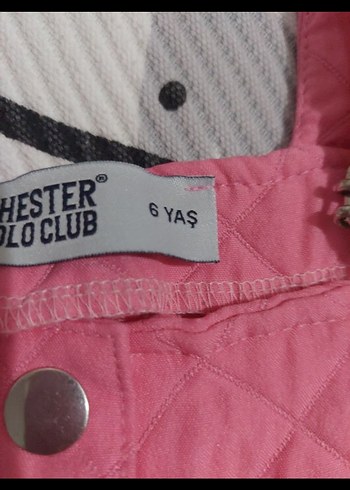 HESTER®
OLO CLUB
6 YAŞ